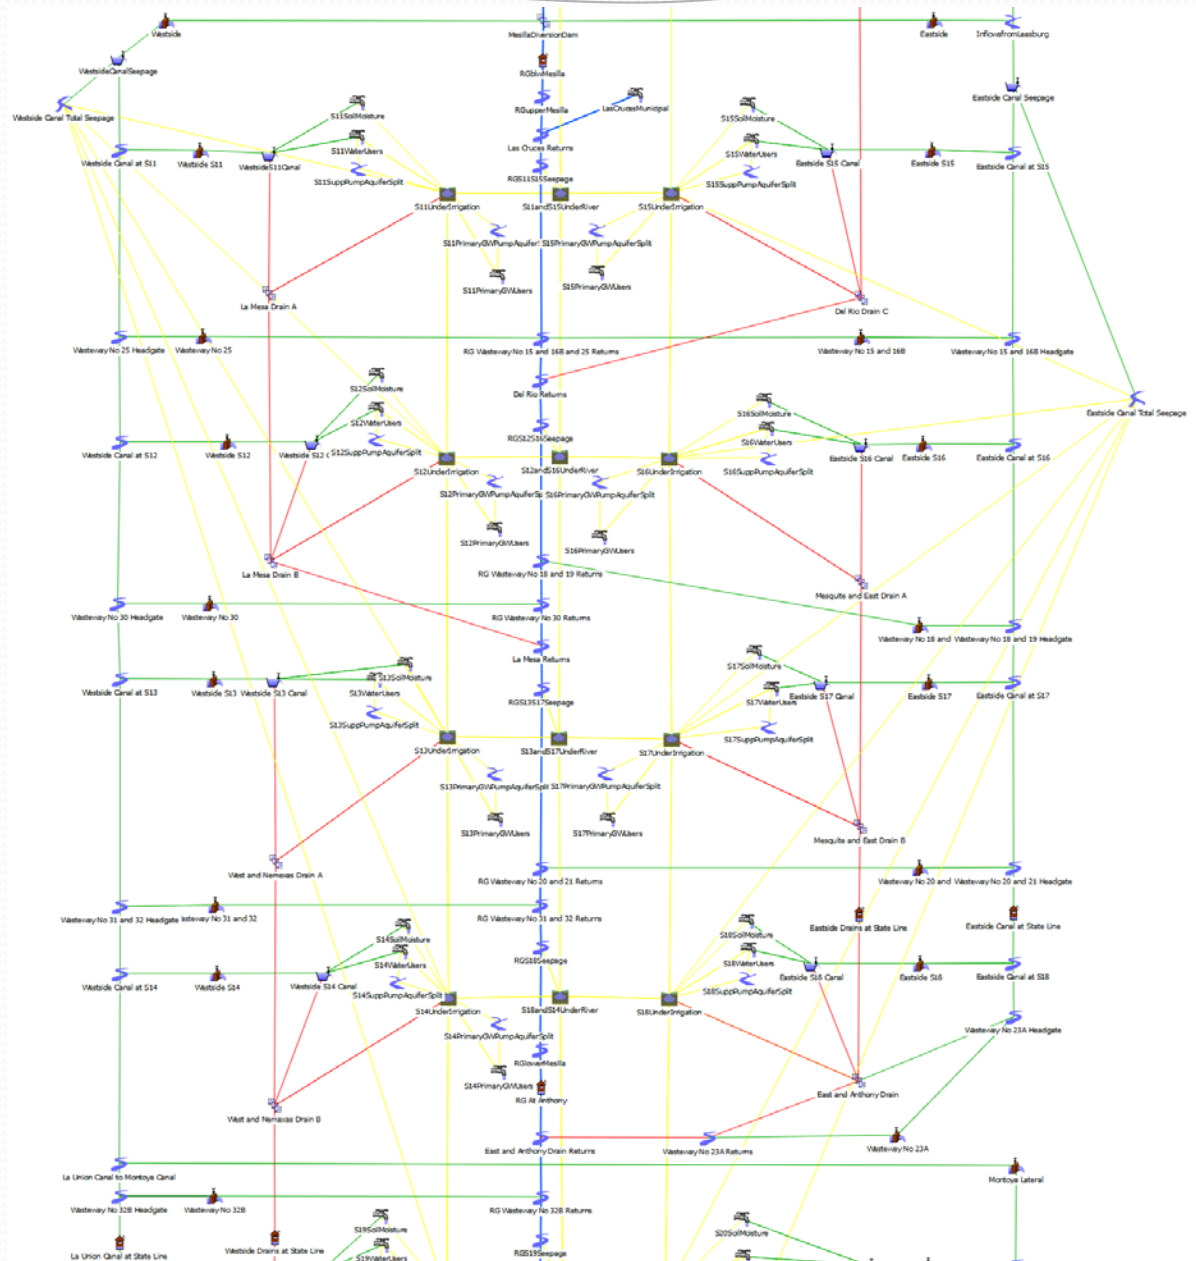 Westside
MesillaDiversionDam
Eastside
InflowsfromLeasburg
WestsideCanalSeepage
RGblwMesilla
Westside Canal Total Seepage
RGupperMesilla
LasCrucesMunicipal
Eastside Canal Seepage
S11SoilMoisture
S15SoilMoisture
Las Cruces Returns
S11WaterUsers
S15WaterUsers
Westside Canal at S11
Westside S11
WestsideS11Canal
Eastside S15 Canal
Eastside S15
Eastside Canal at S15
S11SuppPumpAquiferSplit
RGS11S15Seepage
S15SuppPumpAquiferSplit
S11UnderIrrigation
S11andS15UnderRiver
S15UnderIrrigation
S11PrimaryGWPumpAquifer
S15PrimaryGWPumpAquiferSplit
S11PrimaryGWUsers
S15PrimaryGWUsers
La Mesa Drain A
Del Rio Drain C
Wasteway No 25 Headgate
Wasteway No 25
RG Wasteway No 15 and 16B and 25 Returns
Wasteway No 15 and 16B
Wasteway No 15 and 16B Headgate
S12SoilMoisture
Del Rio Returns
S16SoilMoisture
Eastside Canal Total Seepage
S12WaterUsers
RGS12S16Seepage
S16WaterUsers
Westside Canal at S12
Westside S12
Westside S12 C
S12SuppPumpAquiferSplit
Eastside S16 Canal
Eastside S16
Eastside Canal at S16
S12UnderIrrigation
S12andS16UnderRiver
S16UnderIrrigation
S16SuppPumpAquiferSplit
S12PrimaryGWPumpAquiferS
S16PrimaryGWPumpAquiferSplit
S12PrimaryGWUsers
S16PrimaryGWUsers
La Mesa Drain B
RG Wasteway No 18 and 19 Returns
Mesquite and East Drain A
Wasteway No 30 Headgate
Wasteway No 30
RG Wasteway No 30 Returns
Wasteway No 18 and
Wasteway No 18 and 19 Headgate
La Mesa Returns
S17SoilMoisture
S13SoilMoisture
Westside Canal at S13
Westside S13
Westside S13 Canal
S13WaterUsers
RGS13S17Seepage
S17WaterUsers
Eastside S17 Canal
Eastside S17
Eastside Canal at S17
S13SuppPumpAquiferSplit
S17SuppPumpAquiferSplit
S13UnderIrrigation
S13andS17UnderRiver
S17UnderIrrigation
S13PrimaryGWPumpAquiferSplit
S17PrimaryGWPumpAquiferSplit
S13PrimaryGWUsers
S17PrimaryGWUsers
Mesquite and East Drain B
West and Nemexas Drain A
RG Wasteway No 20 and 21 Returns
Wasteway No 20 and
Wasteway No 20 and 21 Headgate
Wasteway No 31 and 32 Headgate
steway No 31 and 32
RG Wasteway No 31 and 32 Returns
Eastside Drains at State Line
Eastside Canal at State Line
S14SoilMoisture
S18SoilMoisture
S14WaterUsers
RGS18Seepage
S18WaterUsers
Westside Canal at S14
Westside S14
Westside S14 Canal
Eastside S18 Canal
Eastside S18
Eastside Canal at S18
S14SuppPumpAquiferSplit
S18SuppPumpAquiferSplit
S14UnderIrrigation
S18andS14UnderRiver
S18UnderIrrigation
S14PrimaryGWPumpAquiferSplit
Wasteway No 23A Headgate
RGlowerMesilla
S14PrimaryGWUsers
RG At Anthony
East and Anthony Drain
West and Nemexas Drain B
East and Anthony Drain Returns
Wasteway No 23A Returns
Wasteway No 23A
La Union Canal to Montoya Canal
Montoya Lateral
Wasteway No 32B Headgate
Wasteway No 32B
RG Wasteway No 32B Returns
S19SoilMoisture
S20SoilMoisture
La Union Canal at State Line
Westside Drains at State Line
S19WaterUsers
RGS19Seepage